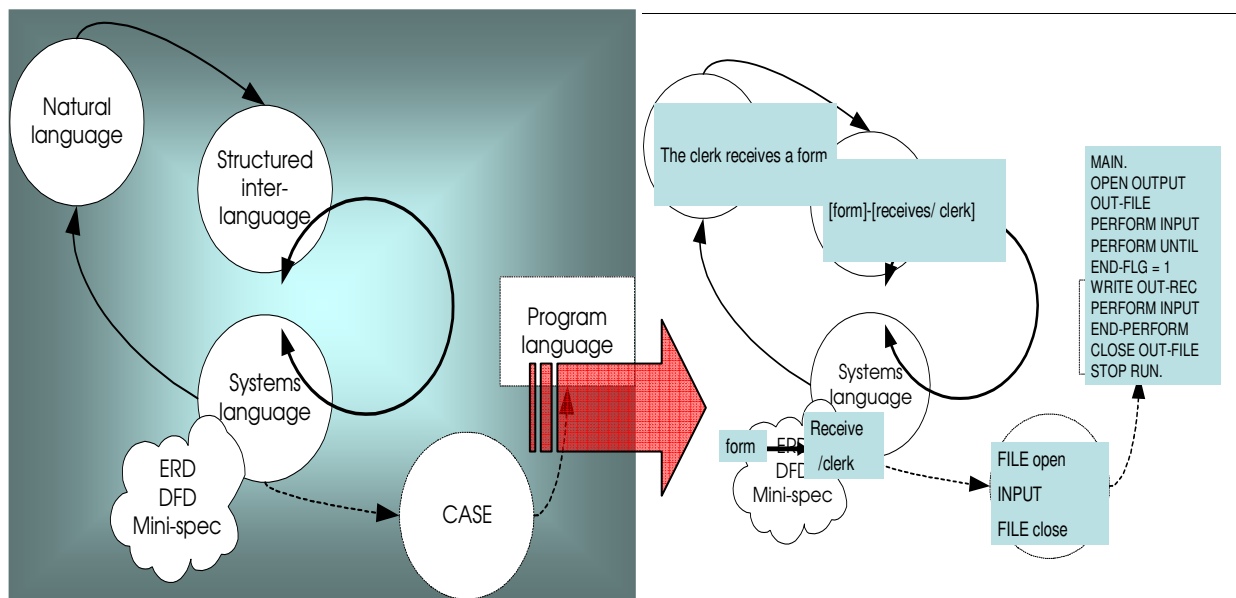 Natural
language
Structured
inter-
language
Program
language
Systems
language
ERD
DFD
Mini-spec
CASE
The clerk receives a form
[form]-[receives/ clerk]
MAIN.
OPEN OUTPUT
OUT-FILE
PERFORM INPUT
PERFORM UNTIL
END-FLG = 1
WRITE OUT-REC
PERFORM INPUT
END-PERFORM
CLOSE OUT-FILE
STOP RUN.
Systems
language
form
Receive
/clerk
ERD
DFD
Mini-spec
FILE open
INPUT
FILE close